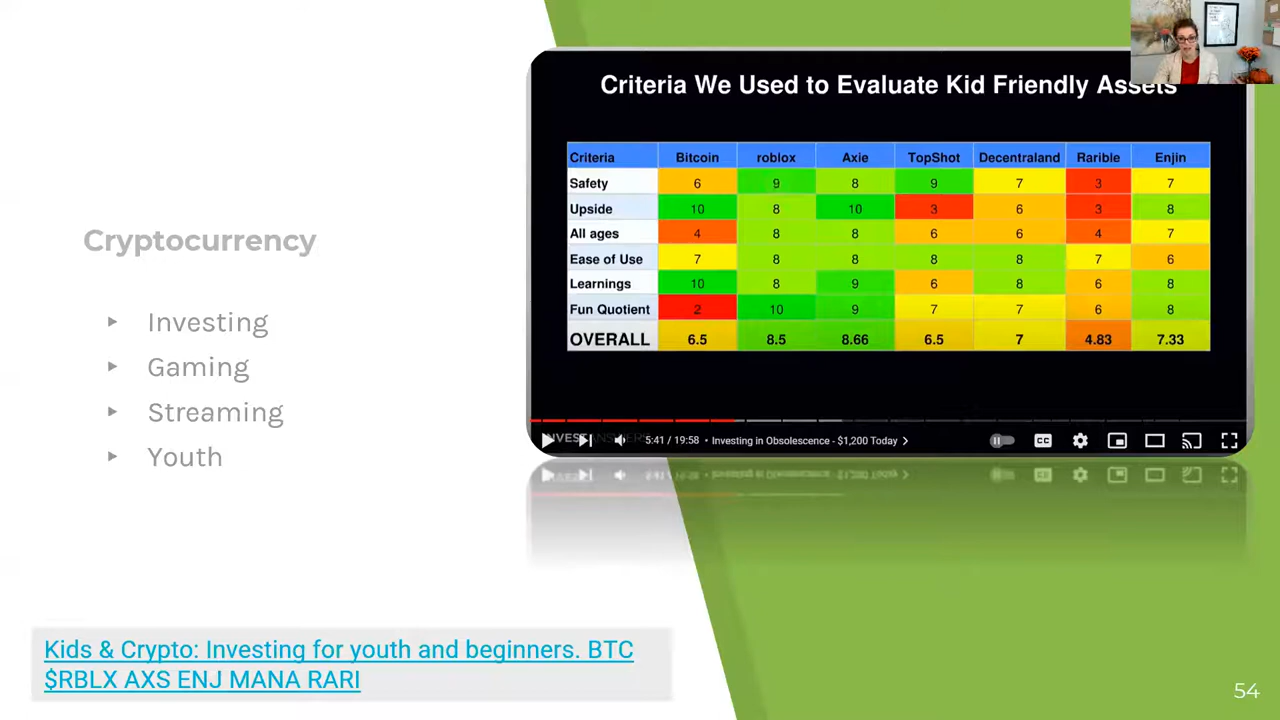 Cryptocurrency
Investing
Gaming
Streaming
Youth
Criteria We Used to Evaluate Kid Friendly Assets
Criteria Bitcoin roblox Axie TopShot Decentraland Rarible Enjin
Safety 6 9 8 9 7 3 7
Upside 10 8 10 3 6 3 8
All ages 4 8 8 6 6 4 7
Ease of Use 7 8 8 8 8 7 6
Learnings 10 8 9 6 8 6 8
Fun Quotient 2 10 9 7 7 6 8
OVERALL 6.5 8.5 8.66 6.5 7 4.83 7.33
5:41 / 19:58 • Investing in Obsolescence - $1,200 Today
CC
Kids & Crypto: Investing for youth and beginners. BTC
$RBLX AXS ENJ MANA RARI
54